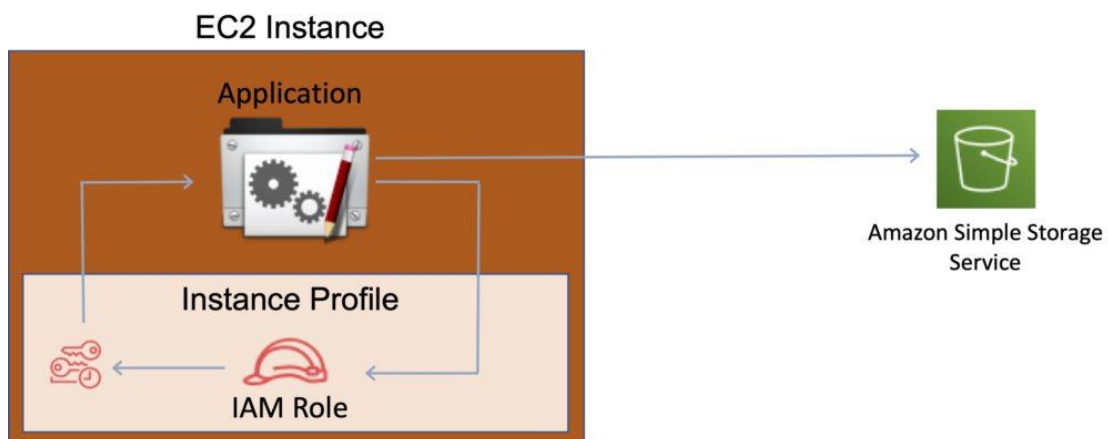 EC2 Instance
Application
Amazon Simple Storage
Service
Instance Profile
IAM Role